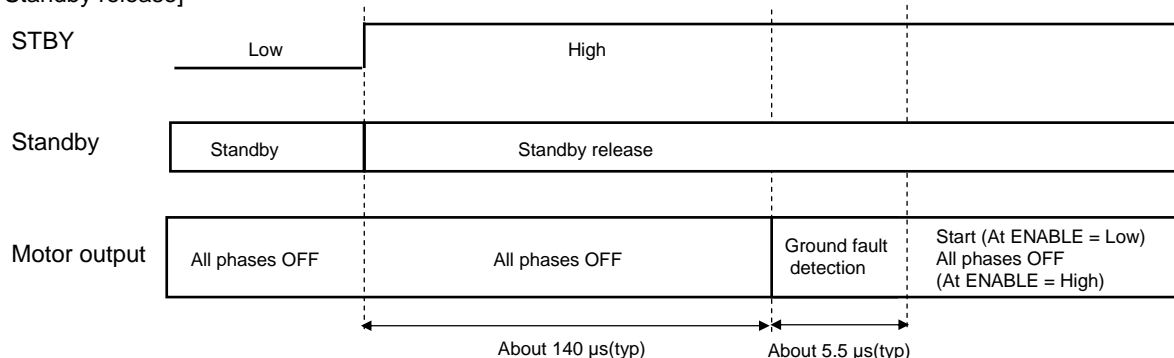 Standby release]
STBY
Low
High
Standby
Standby
Standby release
Motor output
All phases OFF
All phases OFF
Ground fault
detection
Start (At ENABLE = Low)
All phases OFF
(At ENABLE = High)
About 140 µs(typ)
About 5.5 µs(typ)